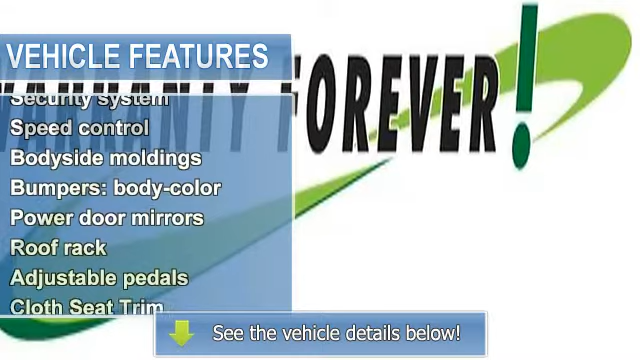 VEHICLE FEATURES
WARRANTY FOREVER!
Security system
Speed control
Bodyside moldings
Bumpers: body-color
Power door mirrors
Roof rack
Adjustable pedals
Cloth Seat Trim
See the vehicle details below!